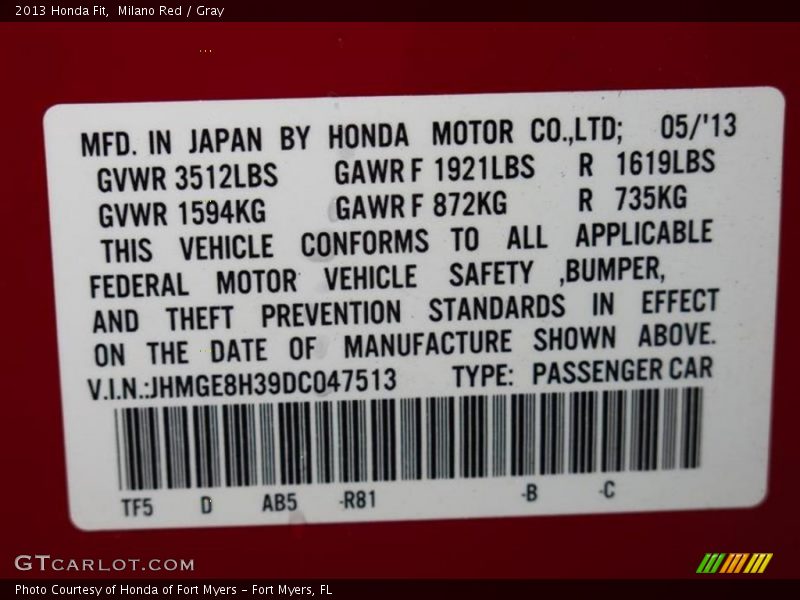 2013 Honda Fit,  Milano Red / Gray
MFD. IN JAPAN BY HONDA MOTOR CO.,LTD; 05/'13
GVWR 3512LBS GAWR F 1921LBS R 1619LBS
GVWR 1594KG GAWR F 872KG R 735KG
THIS VEHICLE CONFORMS TO ALL APPLICABLE
FEDERAL MOTOR VEHICLE SAFETY ,BUMPER,
AND THEFT PREVENTION STANDARDS IN EFFECT
ON THE DATE OF MANUFACTURE SHOWN ABOVE.
V.I.N.:JHMGE8H39DC047513 TYPE: PASSENGER CAR
TF5 D AB5 -R81 -B -C
GTCARLOT.COM
Photo Courtesy of Honda of Fort Myers - Fort Myers, FL